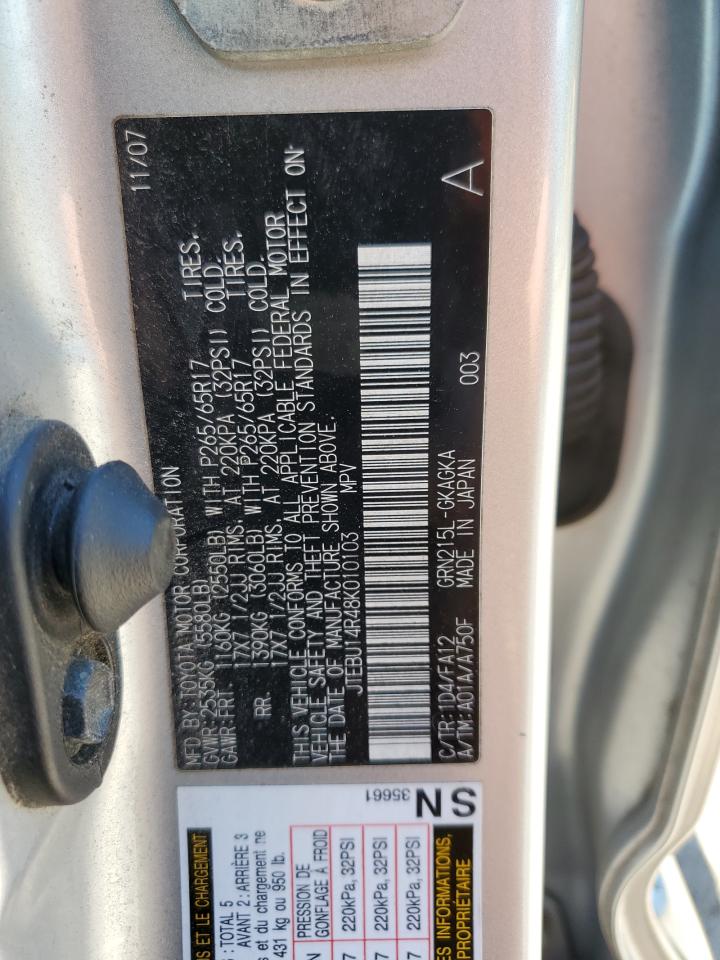 11/07
MFD BY: TOYOTA MOTOR CORPORATION
GVWR: 2535KG (5580LB)
GAWR: FRT. 1160KG (2550LB) WITH P265/65R17 TIRES.
17X7 1/2JJ RIMS. AT 220KPA (32PSI) COLD.
RR. 1390KG (3060LB) WITH P265/65R17 TIRES.
17X7 1/2JJ RIMS. AT 220KPA (32PSI) COLD.
THIS VEHICLE CONFORMS TO ALL APPLICABLE FEDERAL MOTOR
VEHICLE SAFETY AND THEFT PREVENTION STANDARDS IN EFFECT ON
THE DATE OF MANUFACTURE SHOWN ABOVE.
JTEBU14R48K010103 MPV
003 A
C/TR: 1D4/FA12 GRN215L-GKAGKA
A/TM: A01A/A750F MADE IN JAPAN
S ET LE CHARGEMENT
: TOTAL 5
AVANT 2: ARRIÈRE 3
s et du chargement ne
431 kg ou 950 lb.
PRESSION DE
GONFLAGE À FROID
220kPa, 32PSI
220kPa, 32PSI
220kPa, 32PSI
SN
35661
ES INFORMATIONS,
PROPRIÉTAIRE